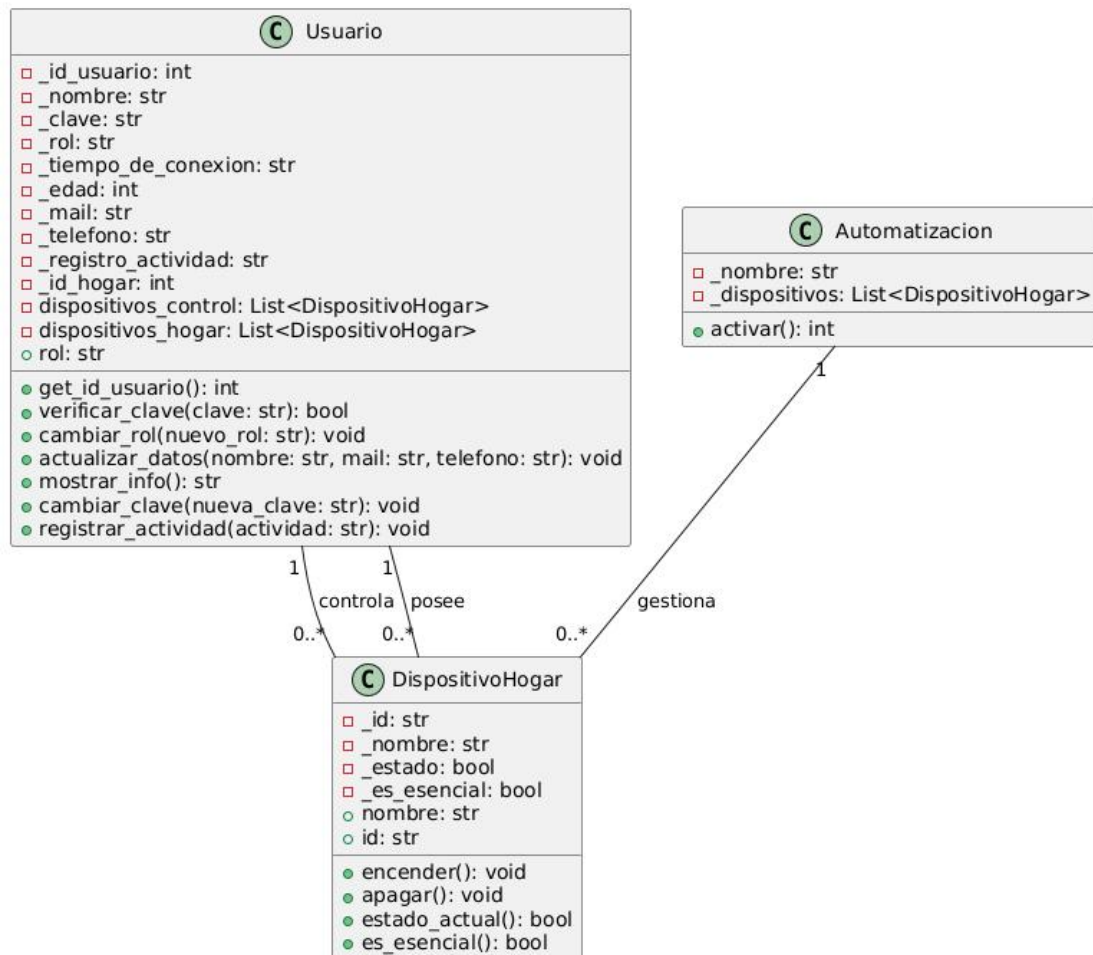 C Usuario
_id_usuario: int
_nombre: str
_clave: str
_rol: str
_tiempo_de_conexion: str
_edad: int
_mail: str
_telefono: str
_registro_actividad: str
_id_hogar: int
dispositivos_control: List<DispositivoHogar>
dispositivos_hogar: List<DispositivoHogar>
rol: str
get_id_usuario(): int
verificar_clave(clave: str): bool
cambiar_rol(nuevo_rol: str): void
actualizar_datos(nombre: str, mail: str, telefono: str): void
mostrar_info(): str
cambiar_clave(nueva_clave: str): void
registrar_actividad(actividad: str): void
C Automatizacion
_nombre: str
_dispositivos: List<DispositivoHogar>
activar(): int
1
1
1
controla
posee
gestiona
0..*
0..*
0..*
C DispositivoHogar
_id: str
_nombre: str
_estado: bool
_es_esencial: bool
nombre: str
id: str
encender(): void
apagar(): void
estado_actual(): bool
es_esencial(): bool